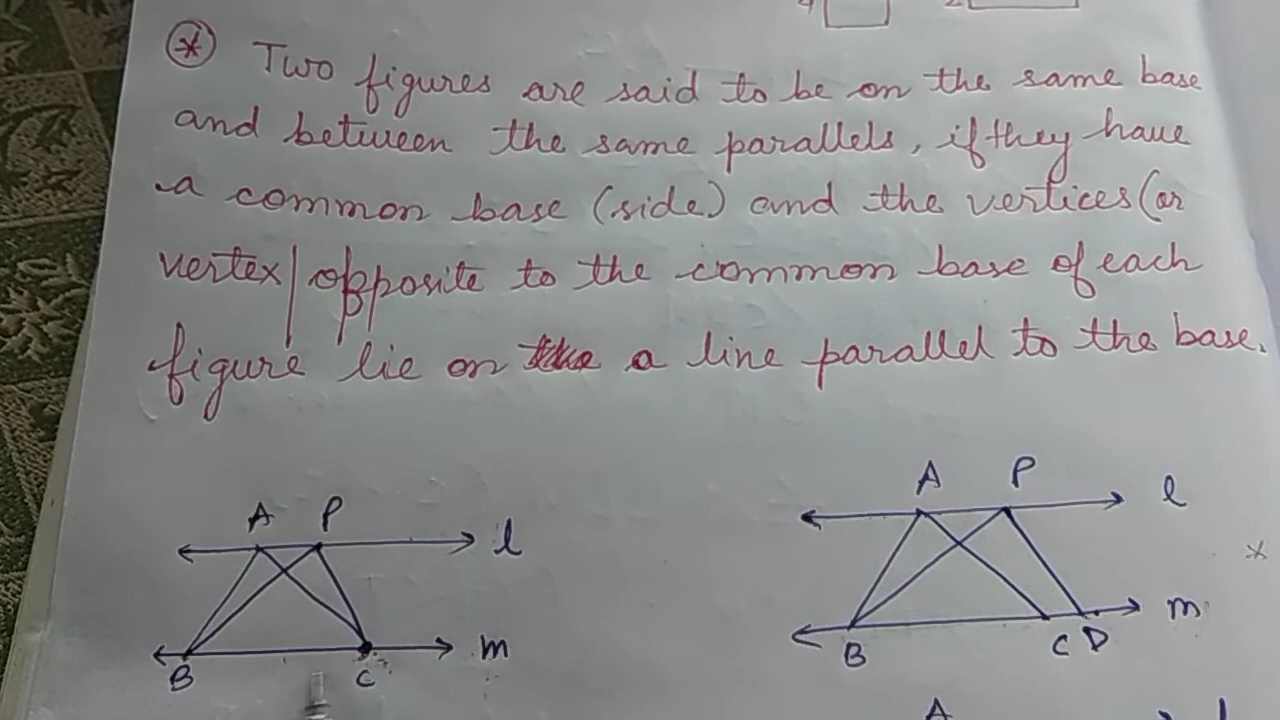 * Two figures are said to be on the same base
and between the same parallels, if they have
a common base (side) and the vertices (or
vertex) opposite to the common base of each
figure lie on the a line parallel to the base.
A P l
B C m
A P l
B C D m
A l